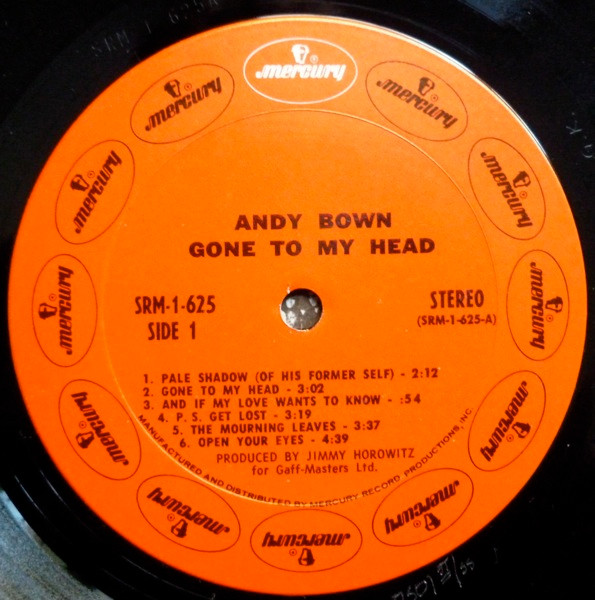 mercury
mercury
mercury
mercury
mercury
mercury
mercury
mercury
mercury
mercury
mercury
mercury
ANDY BOWN
GONE TO MY HEAD
SRM-1-625
SIDE 1
STEREO
(SRM-1-625-A)
1. PALE SHADOW (OF HIS FORMER SELF) - 2:12
2. GONE TO MY HEAD - 3:02
3. AND IF MY LOVE WANTS TO KNOW - :54
4. P.S. GET LOST - 3:19
5. THE MOURNING LEAVES - 3:37
6. OPEN YOUR EYES - 4:39
PRODUCED BY JIMMY HOROWITZ
for Gaff-Masters Ltd.
MANUFACTURED AND DISTRIBUTED BY MERCURY RECORD PRODUCTIONS, INC